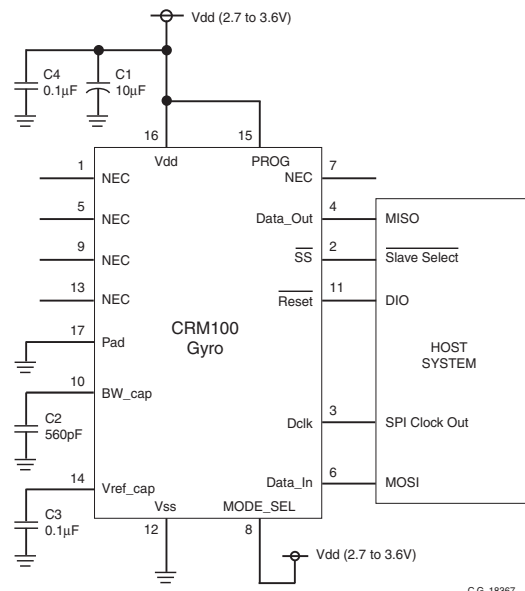 Vdd (2.7 to 3.6V)
C4
0.1µF
C1
10µF
16
15
Vdd
PROG
1
NEC
NEC
7
5
NEC
Data_Out
4
MISO
9
NEC
SS
2
Slave Select
13
NEC
Reset
11
DIO
CRM100
Gyro
HOST
SYSTEM
17
Pad
10
BW_cap
C2
560pF
Dclk
3
SPI Clock Out
14
Vref_cap
Data_In
6
MOSI
C3
0.1µF
Vss
MODE_SEL
12
8
Vdd (2.7 to 3.6V)
C.G. 18367